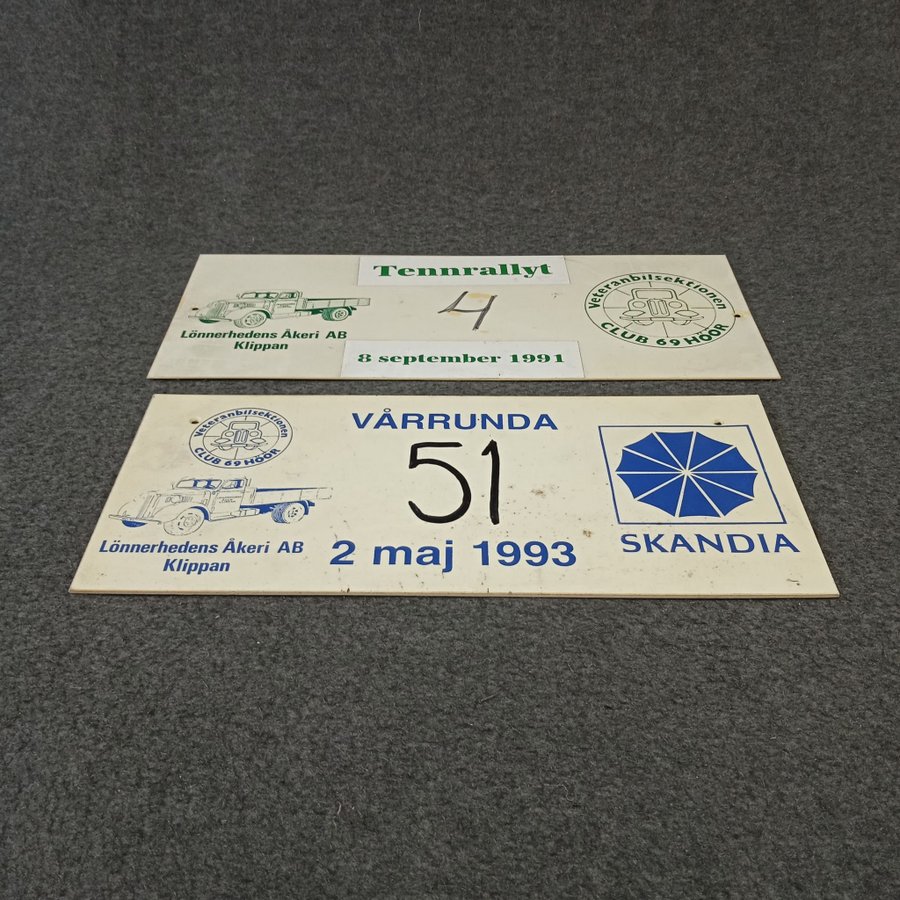 Tennrallyt
4
Lönnerhedens Åkeri AB
Klippan
8 september 1991
Veteranbilsektionen
CLUB 69 HÖÖR
Veteranbilsektionen
CLUB 69 HÖÖR
Lönnerhedens Åkeri AB
Klippan
VÅRRUNDA
51
2 maj 1993
SKANDIA